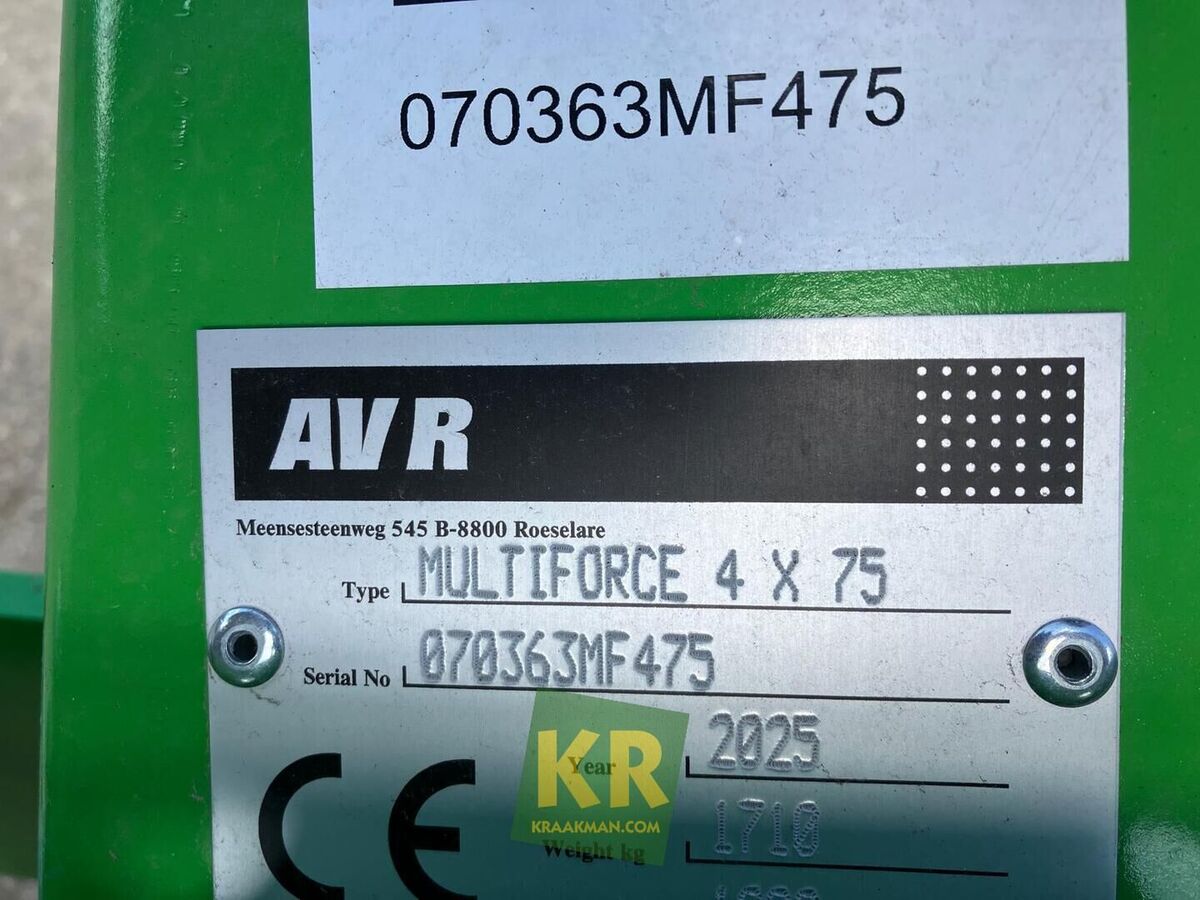 070363MF475
AVR
Meensesteenweg 545 B-8800 Roeselare
Type MULTIFORCE 4 X 75
Serial No 070363MF475
Year 2025
KR
KRAAKMAN.COM
Weight kg 1710
CE